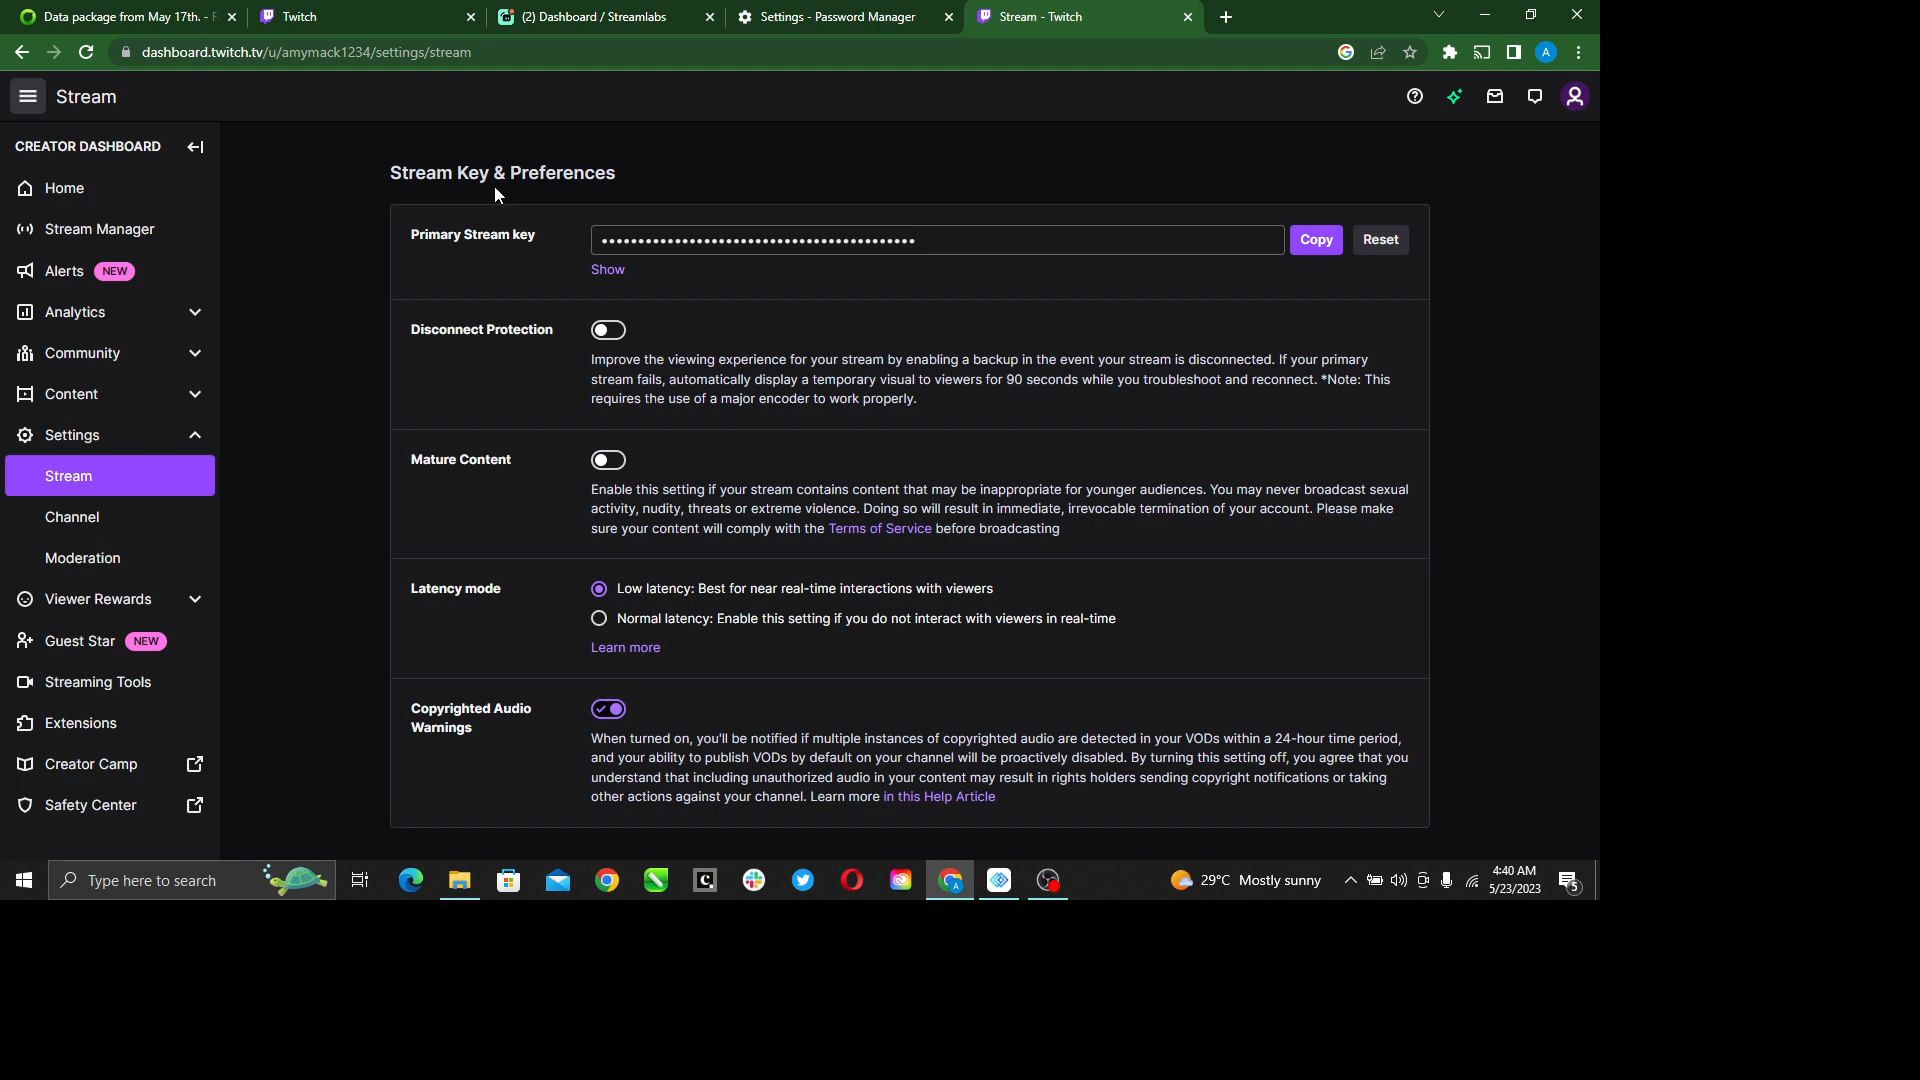 Data package from May 17th. - F
Twitch
(2) Dashboard / Streamlabs
Settings - Password Manager
Stream - Twitch
dashboard.twitch.tv/u/amymack1234/settings/stream
A
Stream
CREATOR DASHBOARD
Home
Stream Manager
Alerts NEW
Analytics
Community
Content
Settings
Stream
Channel
Moderation
Viewer Rewards
Guest Star NEW
Streaming Tools
Extensions
Creator Camp
Safety Center
Stream Key & Preferences
Primary Stream key
Copy
Reset
Show
Disconnect Protection
Improve the viewing experience for your stream by enabling a backup in the event your stream is disconnected. If your primary
stream fails, automatically display a temporary visual to viewers for 90 seconds while you troubleshoot and reconnect. *Note: This
requires the use of a major encoder to work properly.
Mature Content
Enable this setting if your stream contains content that may be inappropriate for younger audiences. You may never broadcast sexual
activity, nudity, threats or extreme violence. Doing so will result in immediate, irrevocable termination of your account. Please make
sure your content will comply with the Terms of Service before broadcasting
Latency mode
Low latency: Best for near real-time interactions with viewers
Normal latency: Enable this setting if you do not interact with viewers in real-time
Learn more
Copyrighted Audio
Warnings
When turned on, you'll be notified if multiple instances of copyrighted audio are detected in your VODs within a 24-hour time period,
and your ability to publish VODs by default on your channel will be proactively disabled. By turning this setting off, you agree that you
understand that including unauthorized audio in your content may result in rights holders sending copyright notifications or taking
other actions against your channel. Learn more in this Help Article
Type here to search
29°C Mostly sunny
4:40 AM
5/23/2023
5